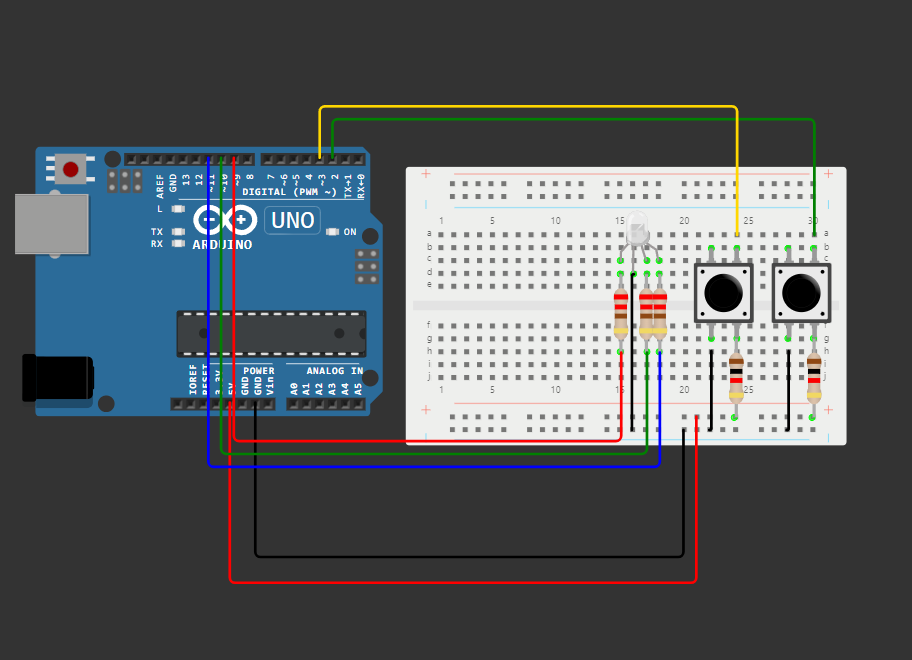 AREF
GND
13
12
~11
~10
~9
8
7
~6
~5
4
~3
2
TX→1
RX←0
DIGITAL (PWM ~)
L
TX
RX
UNO
ON
ARDUINO
IOREF
RESET
3.3V
5V
GND
GND
Vin
POWER
ANALOG IN
A0
A1
A2
A3
A4
A5
1 5 10 15 20 25 30
a a
b b
c c
d
e
f
g g
h h
i i
j j
1 5 10 15 25